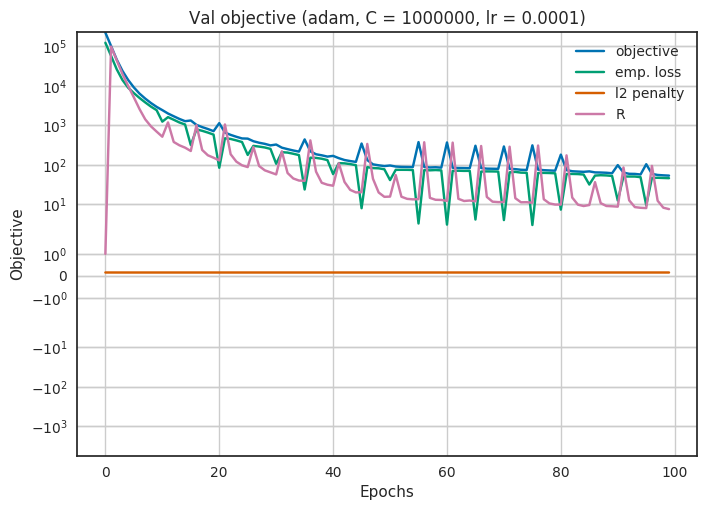 Val objective (adam, C = 1000000, lr = 0.0001)
objective
emp. loss
l2 penalty
R
Objective
10^5
10^4
10^3
10^2
10^1
10^0
0
−10^0
−10^1
−10^2
−10^3
0 20 40 60 80 100
Epochs